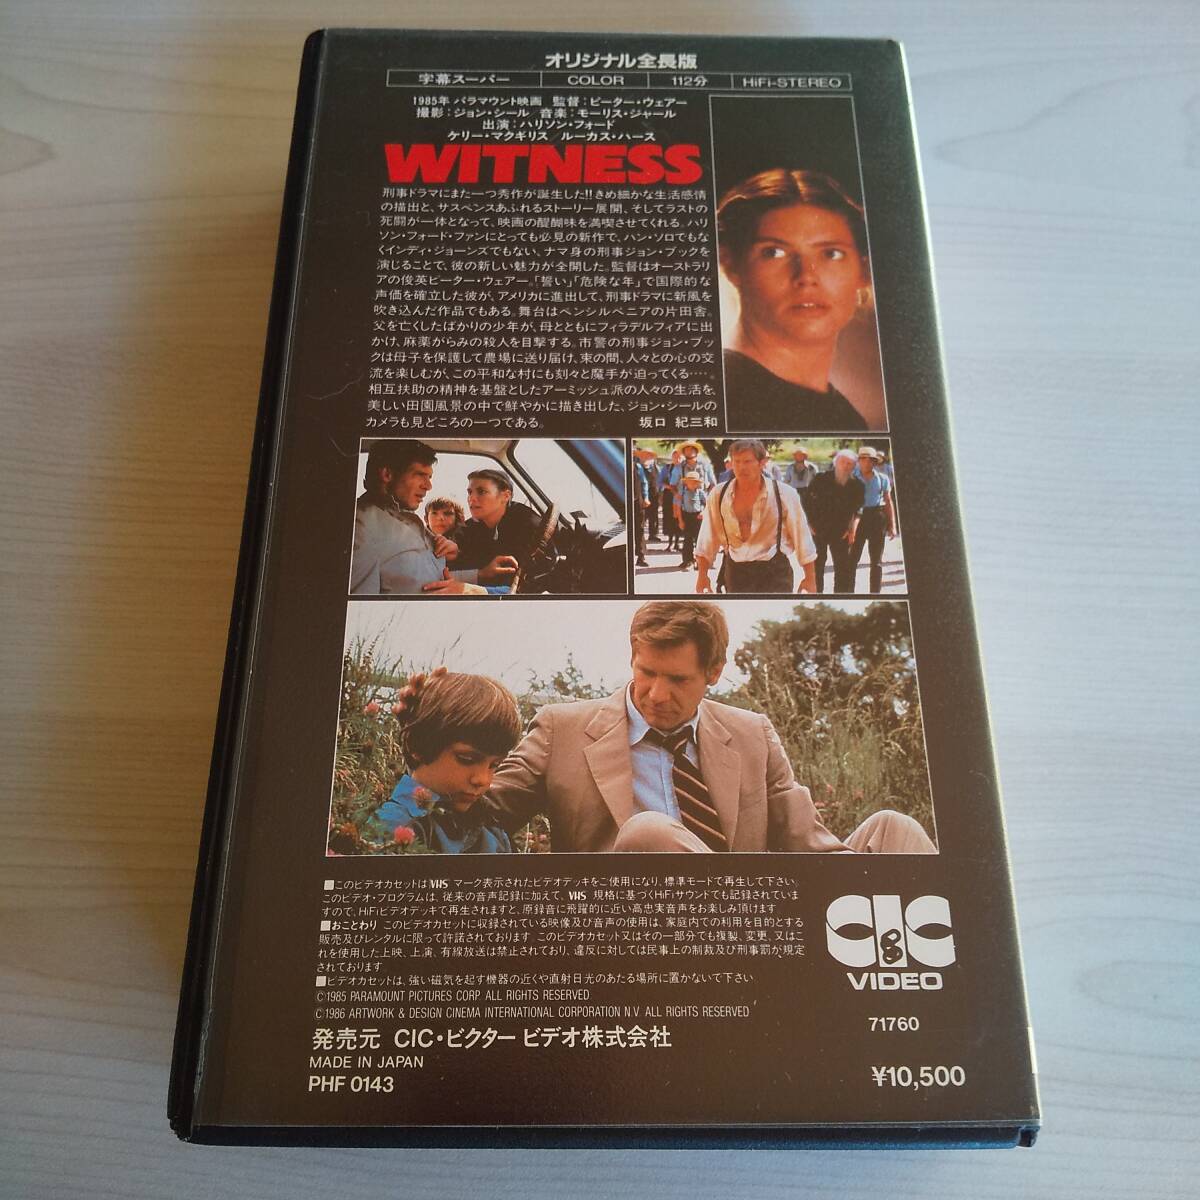 オリジナル全長版
字幕スーパー COLOR 112分 HiFi-STEREO
1985年 パラマウント映画 監督:ピーター・ウェアー
撮影:ジョン・シール 音楽:モーリス・ジャール
出演:ハリソン・フォード
ケリー・マクギリス/ルーカス・ハース
WITNESS
刑事ドラマにまた一つ秀作が誕生した!!きめ細かな生活感情
の描出と、サスペンスあふれるストーリー展開、そしてラストの
死闘が一体となって、映画の醍醐味を満喫させてくれる。ハリ
ソン・フォード・ファンにとっても必見の新作で、ハン・ソロでもな
くインディ・ジョーンズでもない、ナマ身の刑事ジョン・ブックを
演じることで、彼の新しい魅力が全開した。監督はオーストラリ
アの俊英ピーター・ウェアー。「誓い」「危険な年」で国際的な
声価を確立した彼が、アメリカに進出して、刑事ドラマに新風を
吹き込んだ作品でもある。舞台はペンシルベニアの片田舎。
父を亡くしたばかりの少年が、母とともにフィラデルフィアに出
かけ、麻薬がらみの殺人を目撃する。市警の刑事ジョン・ブッ
クは母子を保護して農場に送り届け、束の間、人々との心の交
流を楽しむが、この平和な村にも刻々と魔手が迫ってくる……。
相互扶助の精神を基盤としたアーミッシュ派の人々の生活を、
美しい田園風景の中で鮮やかに描き出した、ジョン・シールの
カメラも見どころの一つである。 坂口 紀三和
■このビデオカセットはVHSマーク表示されたビデオデッキをご使用になり、標準モードで再生して下さい。
このビデオ・プログラムは、従来の音声記録に加えて、VHS規格に基づくHiFiサウンドでも記録されていま
すので、HiFiビデオデッキで再生されますと、原録音に飛躍的に近い高忠実音声をお楽しみ頂けます
■おことわり このビデオカセットに収録されている映像及び音声の使用は、家庭内での利用を目的とする
販売及びレンタルに限って許諾されております。このビデオカセット又はその一部分でも複製、変更、又はこ
れを使用した上映、上演、有線放送は禁止されており、違反に対しては民事上の制裁及び刑事罰が規定
されております。
■ビデオカセットは、強い磁気を起す機器の近くや直射日光のあたる場所に置かないで下さい
©1985 PARAMOUNT PICTURES CORP. ALL RIGHTS RESERVED.
©1986 ARTWORK & DESIGN CINEMA INTERNATIONAL CORPORATION N.V. ALL RIGHTS RESERVED
発売元 CIC・ビクター ビデオ株式会社
MADE IN JAPAN
PHF 0143
CIC
VIDEO
71760
¥10,500